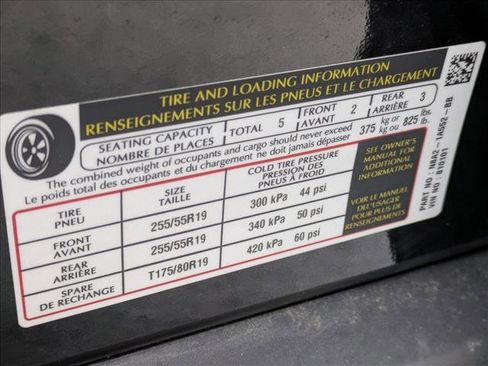 TIRE AND LOADING INFORMATION
RENSEIGNEMENTS SUR LES PNEUS ET LE CHARGEMENT
SEATING CAPACITY
NOMBRE DE PLACES
TOTAL 5
FRONT
AVANT 2
REAR
ARRIÈRE 3
The combined weight of occupants and cargo should never exceed 375 kg or 825 lbs.
Le poids total des occupants et du chargement ne doit jamais dépasser 375 kg ou 825 lb.
TIRE
PNEU
SIZE
TAILLE
COLD TIRE PRESSURE
PRESSION DES
PNEUS À FROID
FRONT
AVANT
255/55R19
300 kPa 44 psi
REAR
ARRIÈRE
255/55R19
340 kPa 50 psi
SPARE
DE RECHANGE
T175/80R19
420 kPa 60 psi
SEE OWNER'S
MANUAL FOR
ADDITIONAL
INFORMATION
VOIR LE MANUEL
DE L'USAGER
POUR PLUS DE
RENSEIGNEMENTS